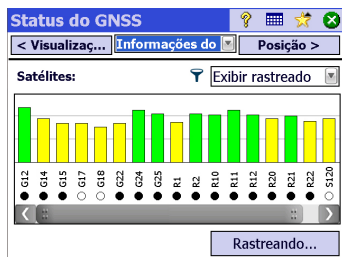 Status do GNSS
< Visualizaç... Informações do Posição >
Satélites: Exibir rastreado
G12 G14 G15 G17 G18 G22 G24 G25 R1 R2 R10 R11 R12 R20 R21 R22 S120
Rastreando...